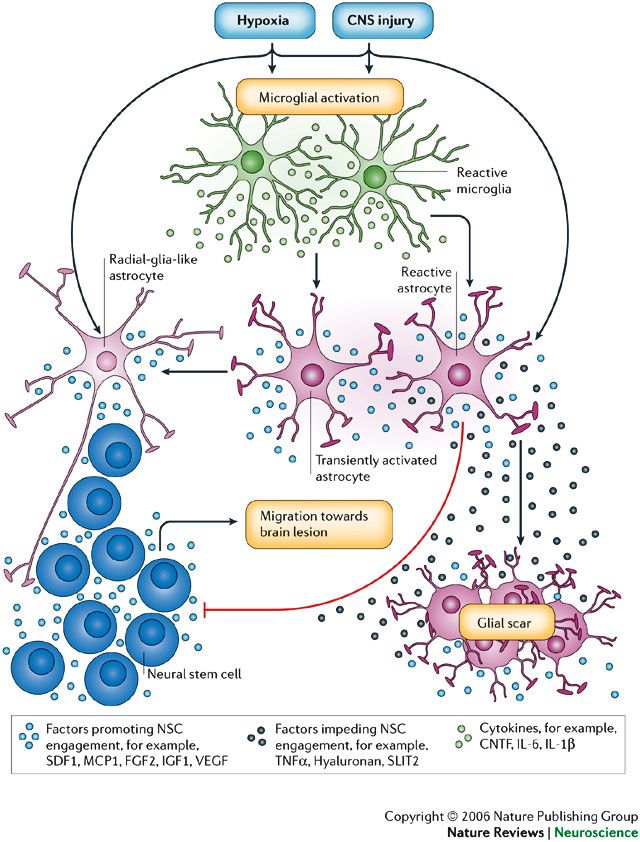 Hypoxia
CNS injury
Microglial activation
Reactive
microglia
Radial-glia-like
astrocyte
Reactive
astrocyte
Transiently activated
astrocyte
Migration towards
brain lesion
Glial scar
Neural stem cell
Factors promoting NSC
engagement, for example,
SDF1, MCP1, FGF2, IGF1, VEGF
Factors impeding NSC
engagement, for example,
TNFα, Hyaluronan, SLIT2
Cytokines, for example,
CNTF, IL-6, IL-1β
Copyright © 2006 Nature Publishing Group
Nature Reviews | Neuroscience